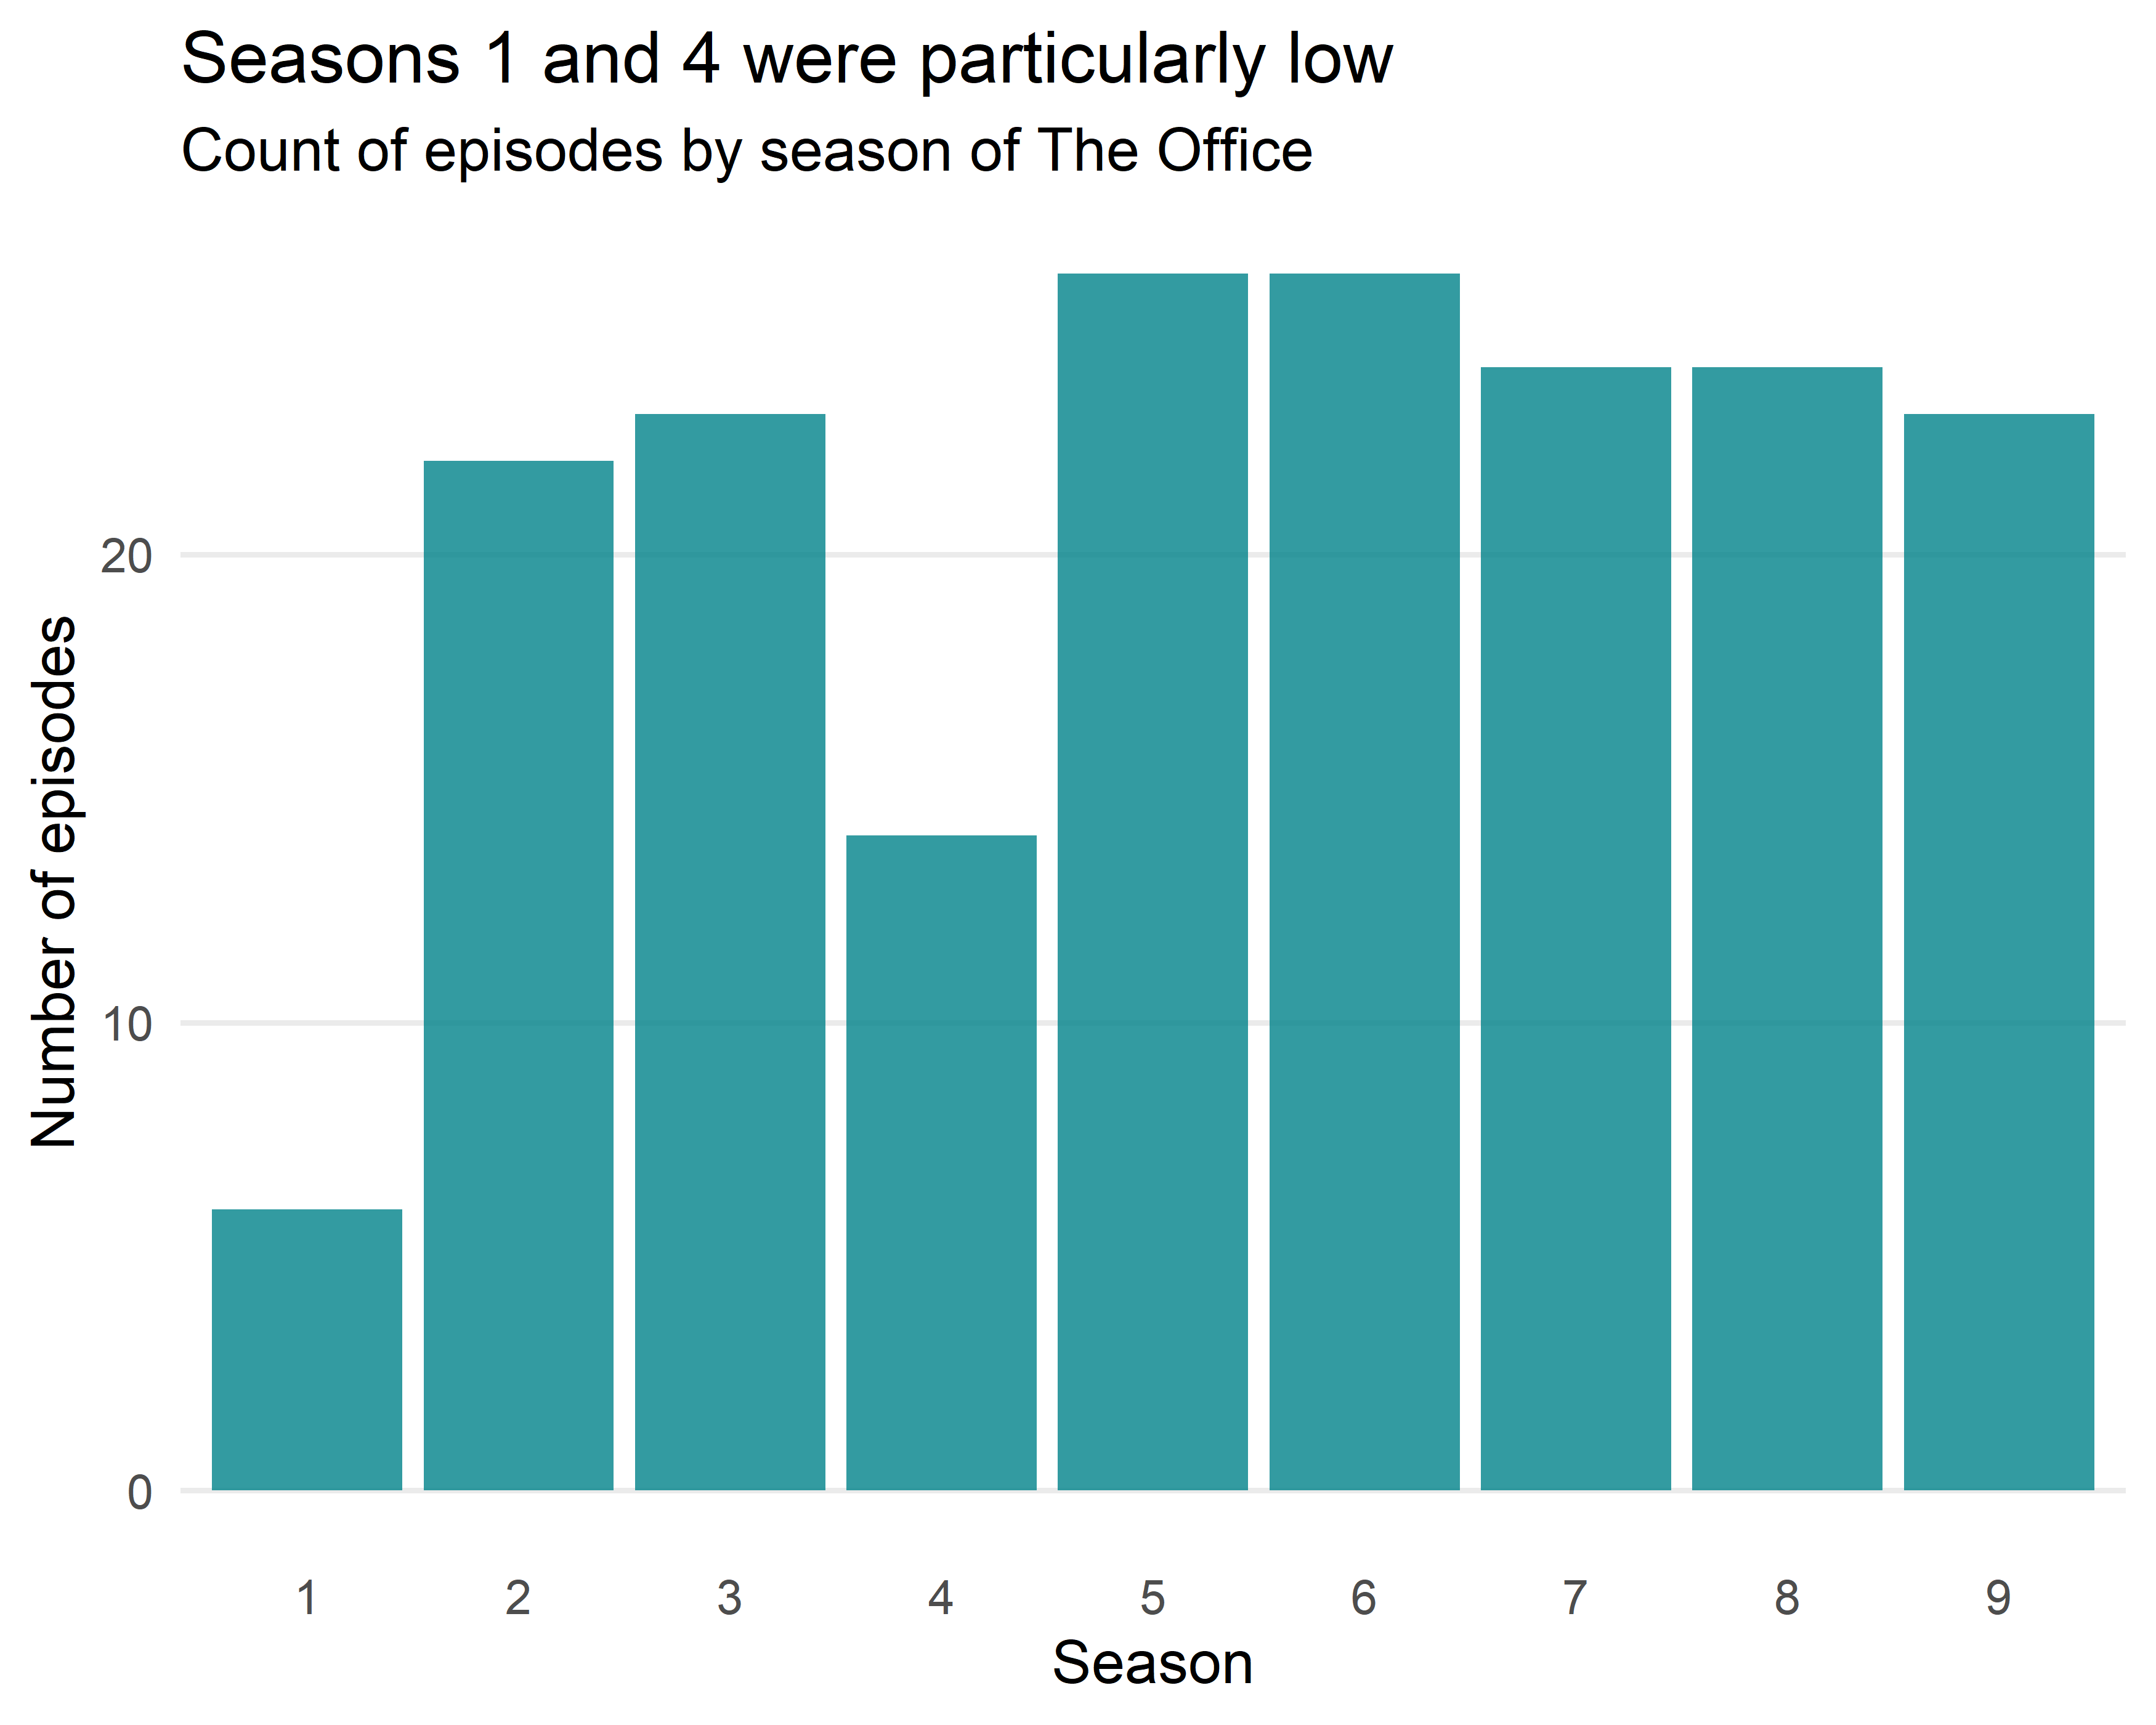 Seasons 1 and 4 were particularly low
Count of episodes by season of The Office
Number of episodes
20
10
0
1 2 3 4 5 6 7 8 9
Season